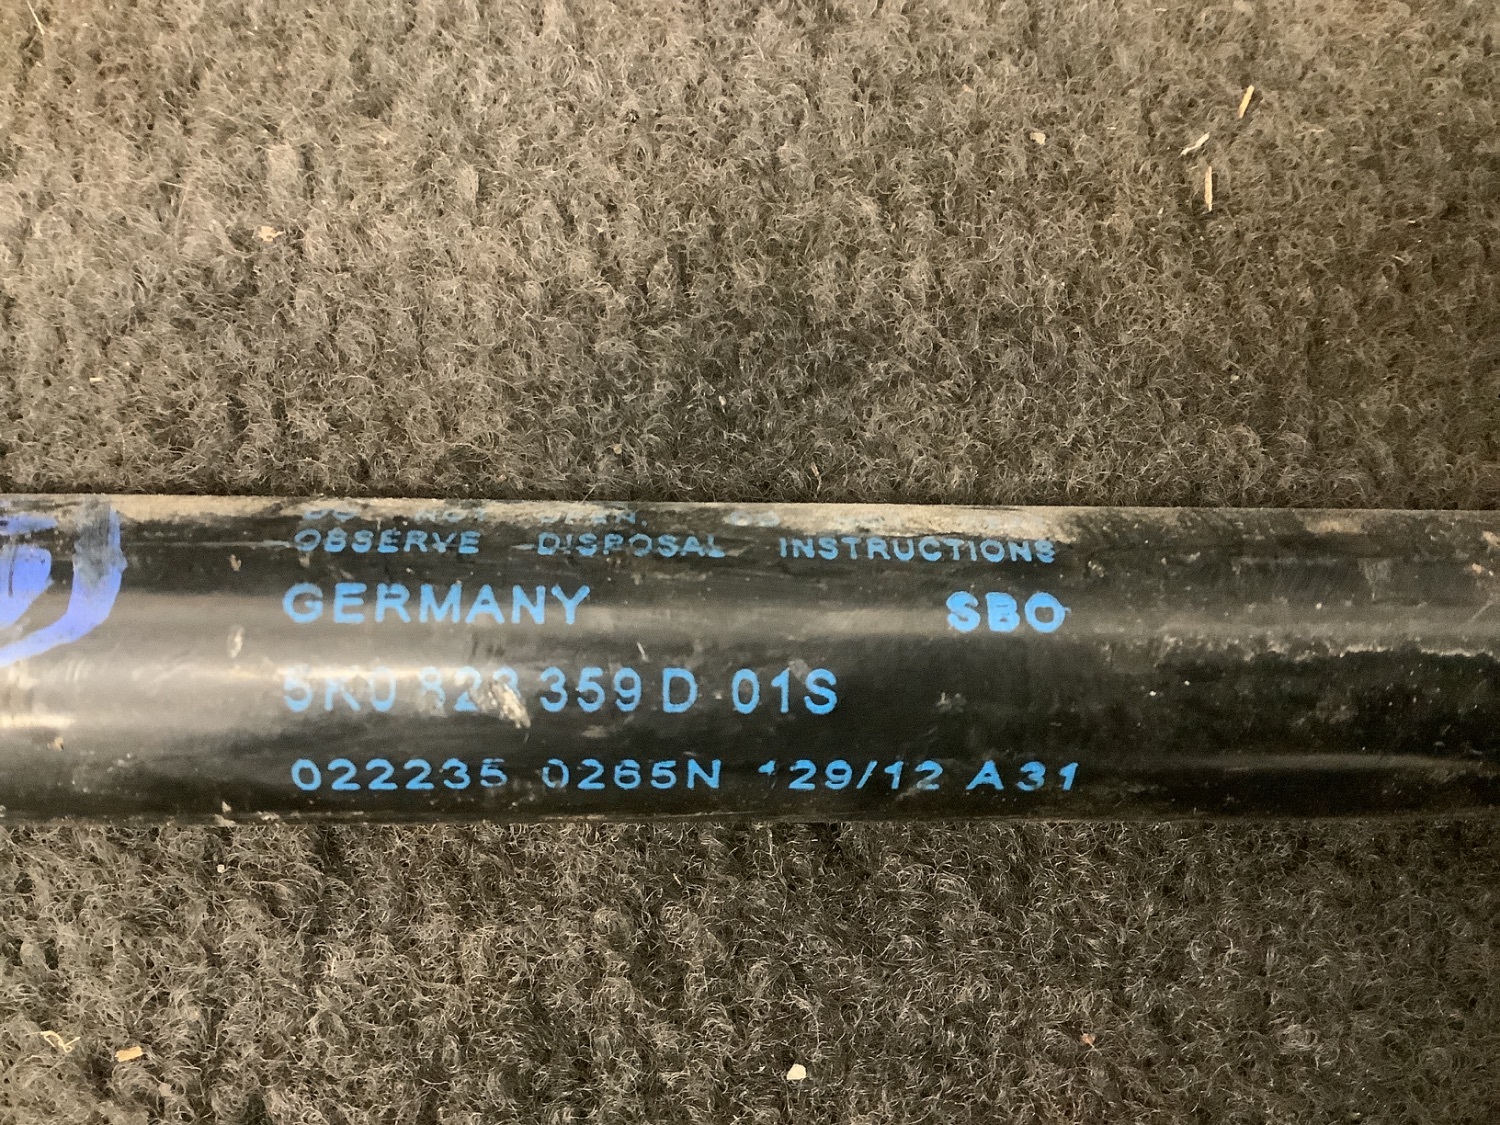 OBSERVE DISPOSAL INSTRUCTIONS
GERMANY SBO
5K0 823 359 D 01S
022235 0265N 129/12 A31